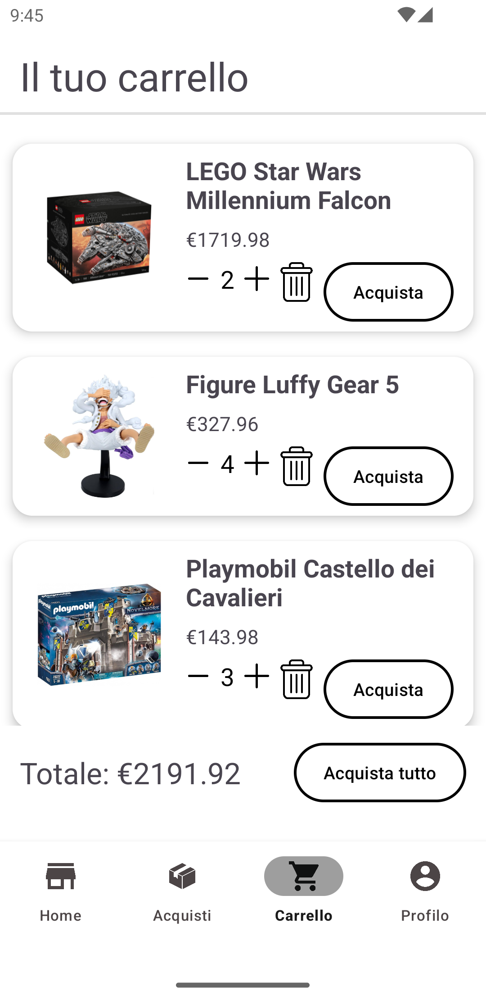 9:45
Il tuo carrello
LEGO Star Wars
Millennium Falcon
€1719.98
2
Acquista
LEGO
STAR
WARS
Figure Luffy Gear 5
€327.96
4
Acquista
Playmobil Castello dei
Cavalieri
€143.98
3
Acquista
playmobil
NOVELMORE
70222
5-10
Totale: €2191.92
Acquista tutto
Home
Acquisti
Carrello
Profilo